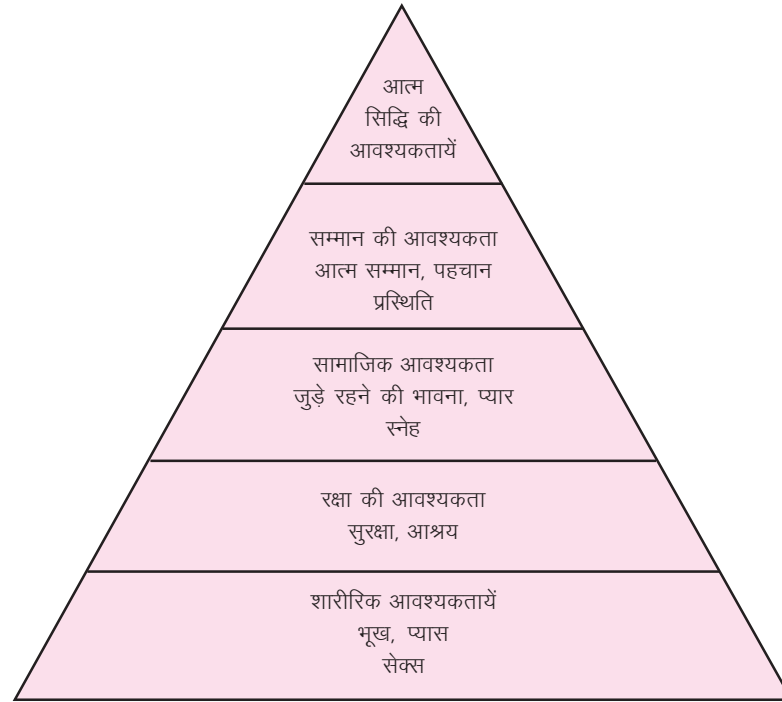 आत्म
सिद्धि की
आवश्यकतायें
सम्मान की आवश्यकता
आत्म सम्मान, पहचान
प्रस्थिति
सामाजिक आवश्यकता
जुड़े रहने की भावना, प्यार
स्नेह
रक्षा की आवश्यकता
सुरक्षा, आश्रय
शारीरिक आवश्यकतायें
भूख, प्यास
सेक्स